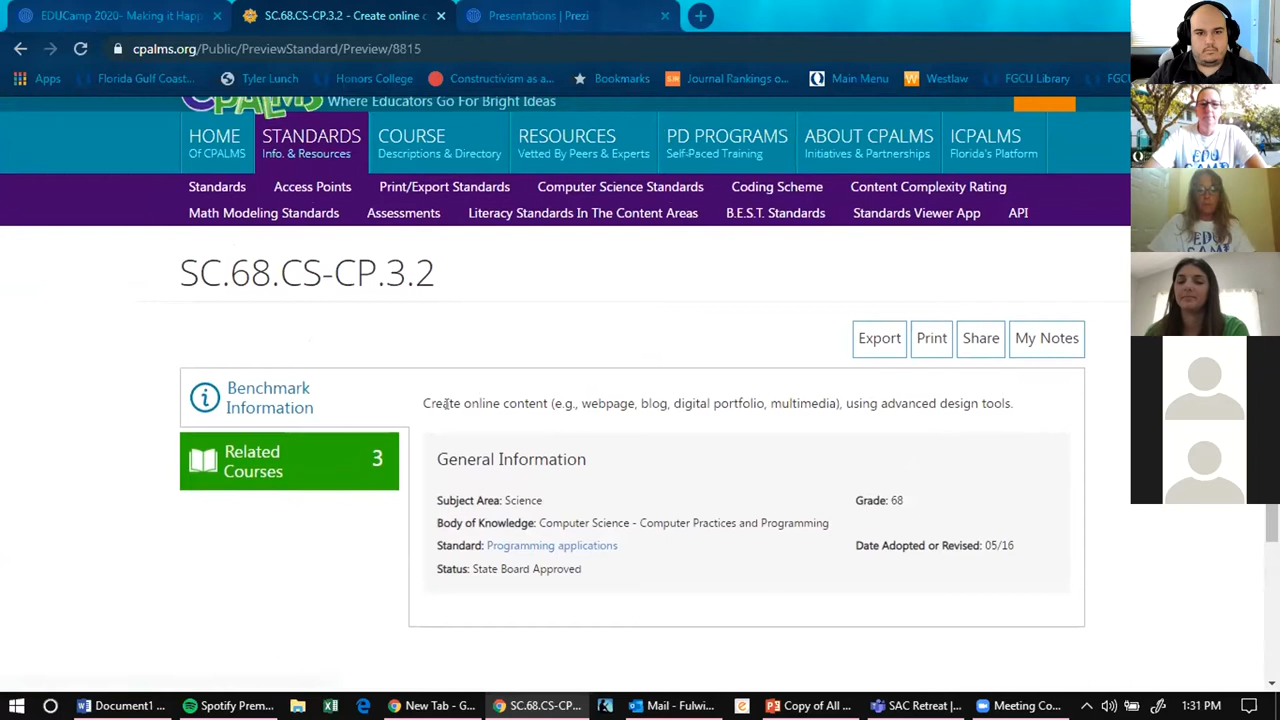 EDUCamp 2020- Making it Happ
SC.68.CS-CP.3.2 - Create online c
Presentations | Prezi
cpalms.org/Public/PreviewStandard/Preview/8815
Apps
Florida Gulf Coast...
Tyler Lunch
Honors College
Constructivism as a...
Bookmarks
Journal Rankings o...
Main Menu
Westlaw
FGCU Library
FGCU
CPALMS Where Educators Go For Bright Ideas
HOME
Of CPALMS
STANDARDS
Info. & Resources
COURSE
Descriptions & Directory
RESOURCES
Vetted By Peers & Experts
PD PROGRAMS
Self-Paced Training
ABOUT CPALMS
Initiatives & Partnerships
ICPALMS
Florida's Platform
Standards Access Points Print/Export Standards Computer Science Standards Coding Scheme Content Complexity Rating
Math Modeling Standards Assessments Literacy Standards In The Content Areas B.E.S.T. Standards Standards Viewer App API
SC.68.CS-CP.3.2
Export Print Share My Notes
Benchmark
Information
Related
Courses
3
Create online content (e.g., webpage, blog, digital portfolio, multimedia), using advanced design tools.
General Information
Subject Area: Science Grade: 68
Body of Knowledge: Computer Science - Computer Practices and Programming
Standard: Programming applications Date Adopted or Revised: 05/16
Status: State Board Approved
EDU
CAMP
EDU
CAMP
Document1 ...
Spotify Prem...
New Tab - G...
SC.68.CS-CP...
Mail - Fulwi...
Copy of All ...
SAC Retreat |...
Meeting Co...
1:31 PM